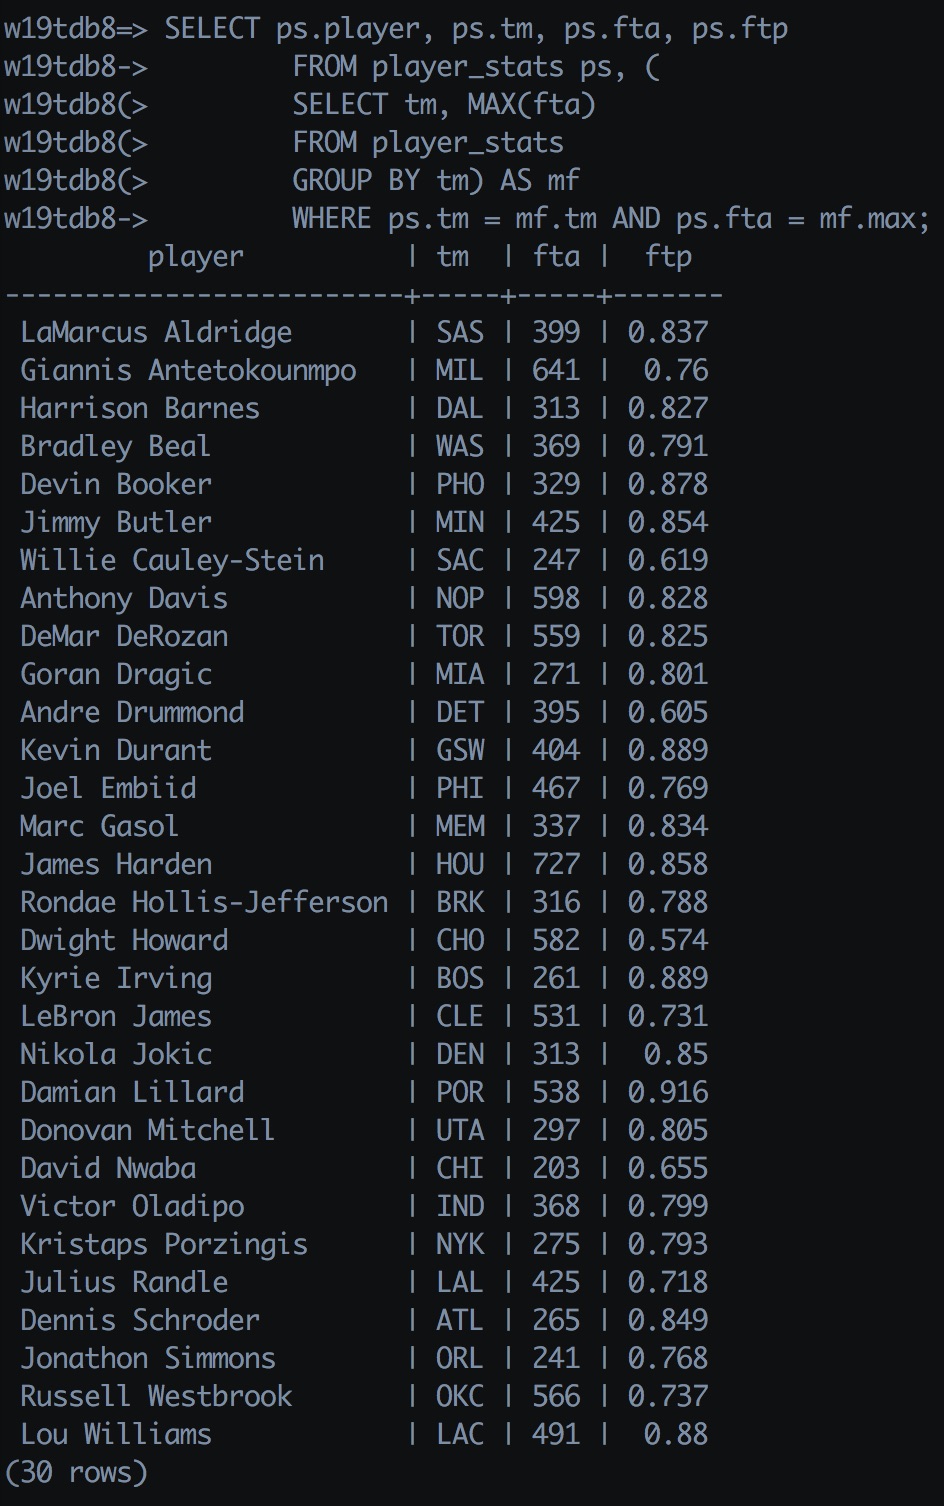 w19tdb8=> SELECT ps.player, ps.tm, ps.fta, ps.ftp
w19tdb8->         FROM player_stats ps, (
w19tdb8(>         SELECT tm, MAX(fta)
w19tdb8(>         FROM player_stats
w19tdb8(>         GROUP BY tm) AS mf
w19tdb8->         WHERE ps.tm = mf.tm AND ps.fta = mf.max;
         player          | tm  | fta |  ftp
-------------------------+-----+-----+-------
 LaMarcus Aldridge       | SAS | 399 | 0.837
 Giannis Antetokounmpo   | MIL | 641 |  0.76
 Harrison Barnes         | DAL | 313 | 0.827
 Bradley Beal            | WAS | 369 | 0.791
 Devin Booker            | PHO | 329 | 0.878
 Jimmy Butler            | MIN | 425 | 0.854
 Willie Cauley-Stein     | SAC | 247 | 0.619
 Anthony Davis           | NOP | 598 | 0.828
 DeMar DeRozan           | TOR | 559 | 0.825
 Goran Dragic            | MIA | 271 | 0.801
 Andre Drummond          | DET | 395 | 0.605
 Kevin Durant            | GSW | 404 | 0.889
 Joel Embiid             | PHI | 467 | 0.769
 Marc Gasol              | MEM | 337 | 0.834
 James Harden            | HOU | 727 | 0.858
 Rondae Hollis-Jefferson | BRK | 316 | 0.788
 Dwight Howard           | CHO | 582 | 0.574
 Kyrie Irving            | BOS | 261 | 0.889
 LeBron James            | CLE | 531 | 0.731
 Nikola Jokic            | DEN | 313 |  0.85
 Damian Lillard          | POR | 538 | 0.916
 Donovan Mitchell        | UTA | 297 | 0.805
 David Nwaba             | CHI | 203 | 0.655
 Victor Oladipo          | IND | 368 | 0.799
 Kristaps Porzingis      | NYK | 275 | 0.793
 Julius Randle           | LAL | 425 | 0.718
 Dennis Schroder         | ATL | 265 | 0.849
 Jonathon Simmons        | ORL | 241 | 0.768
 Russell Westbrook       | OKC | 566 | 0.737
 Lou Williams            | LAC | 491 |  0.88
(30 rows)